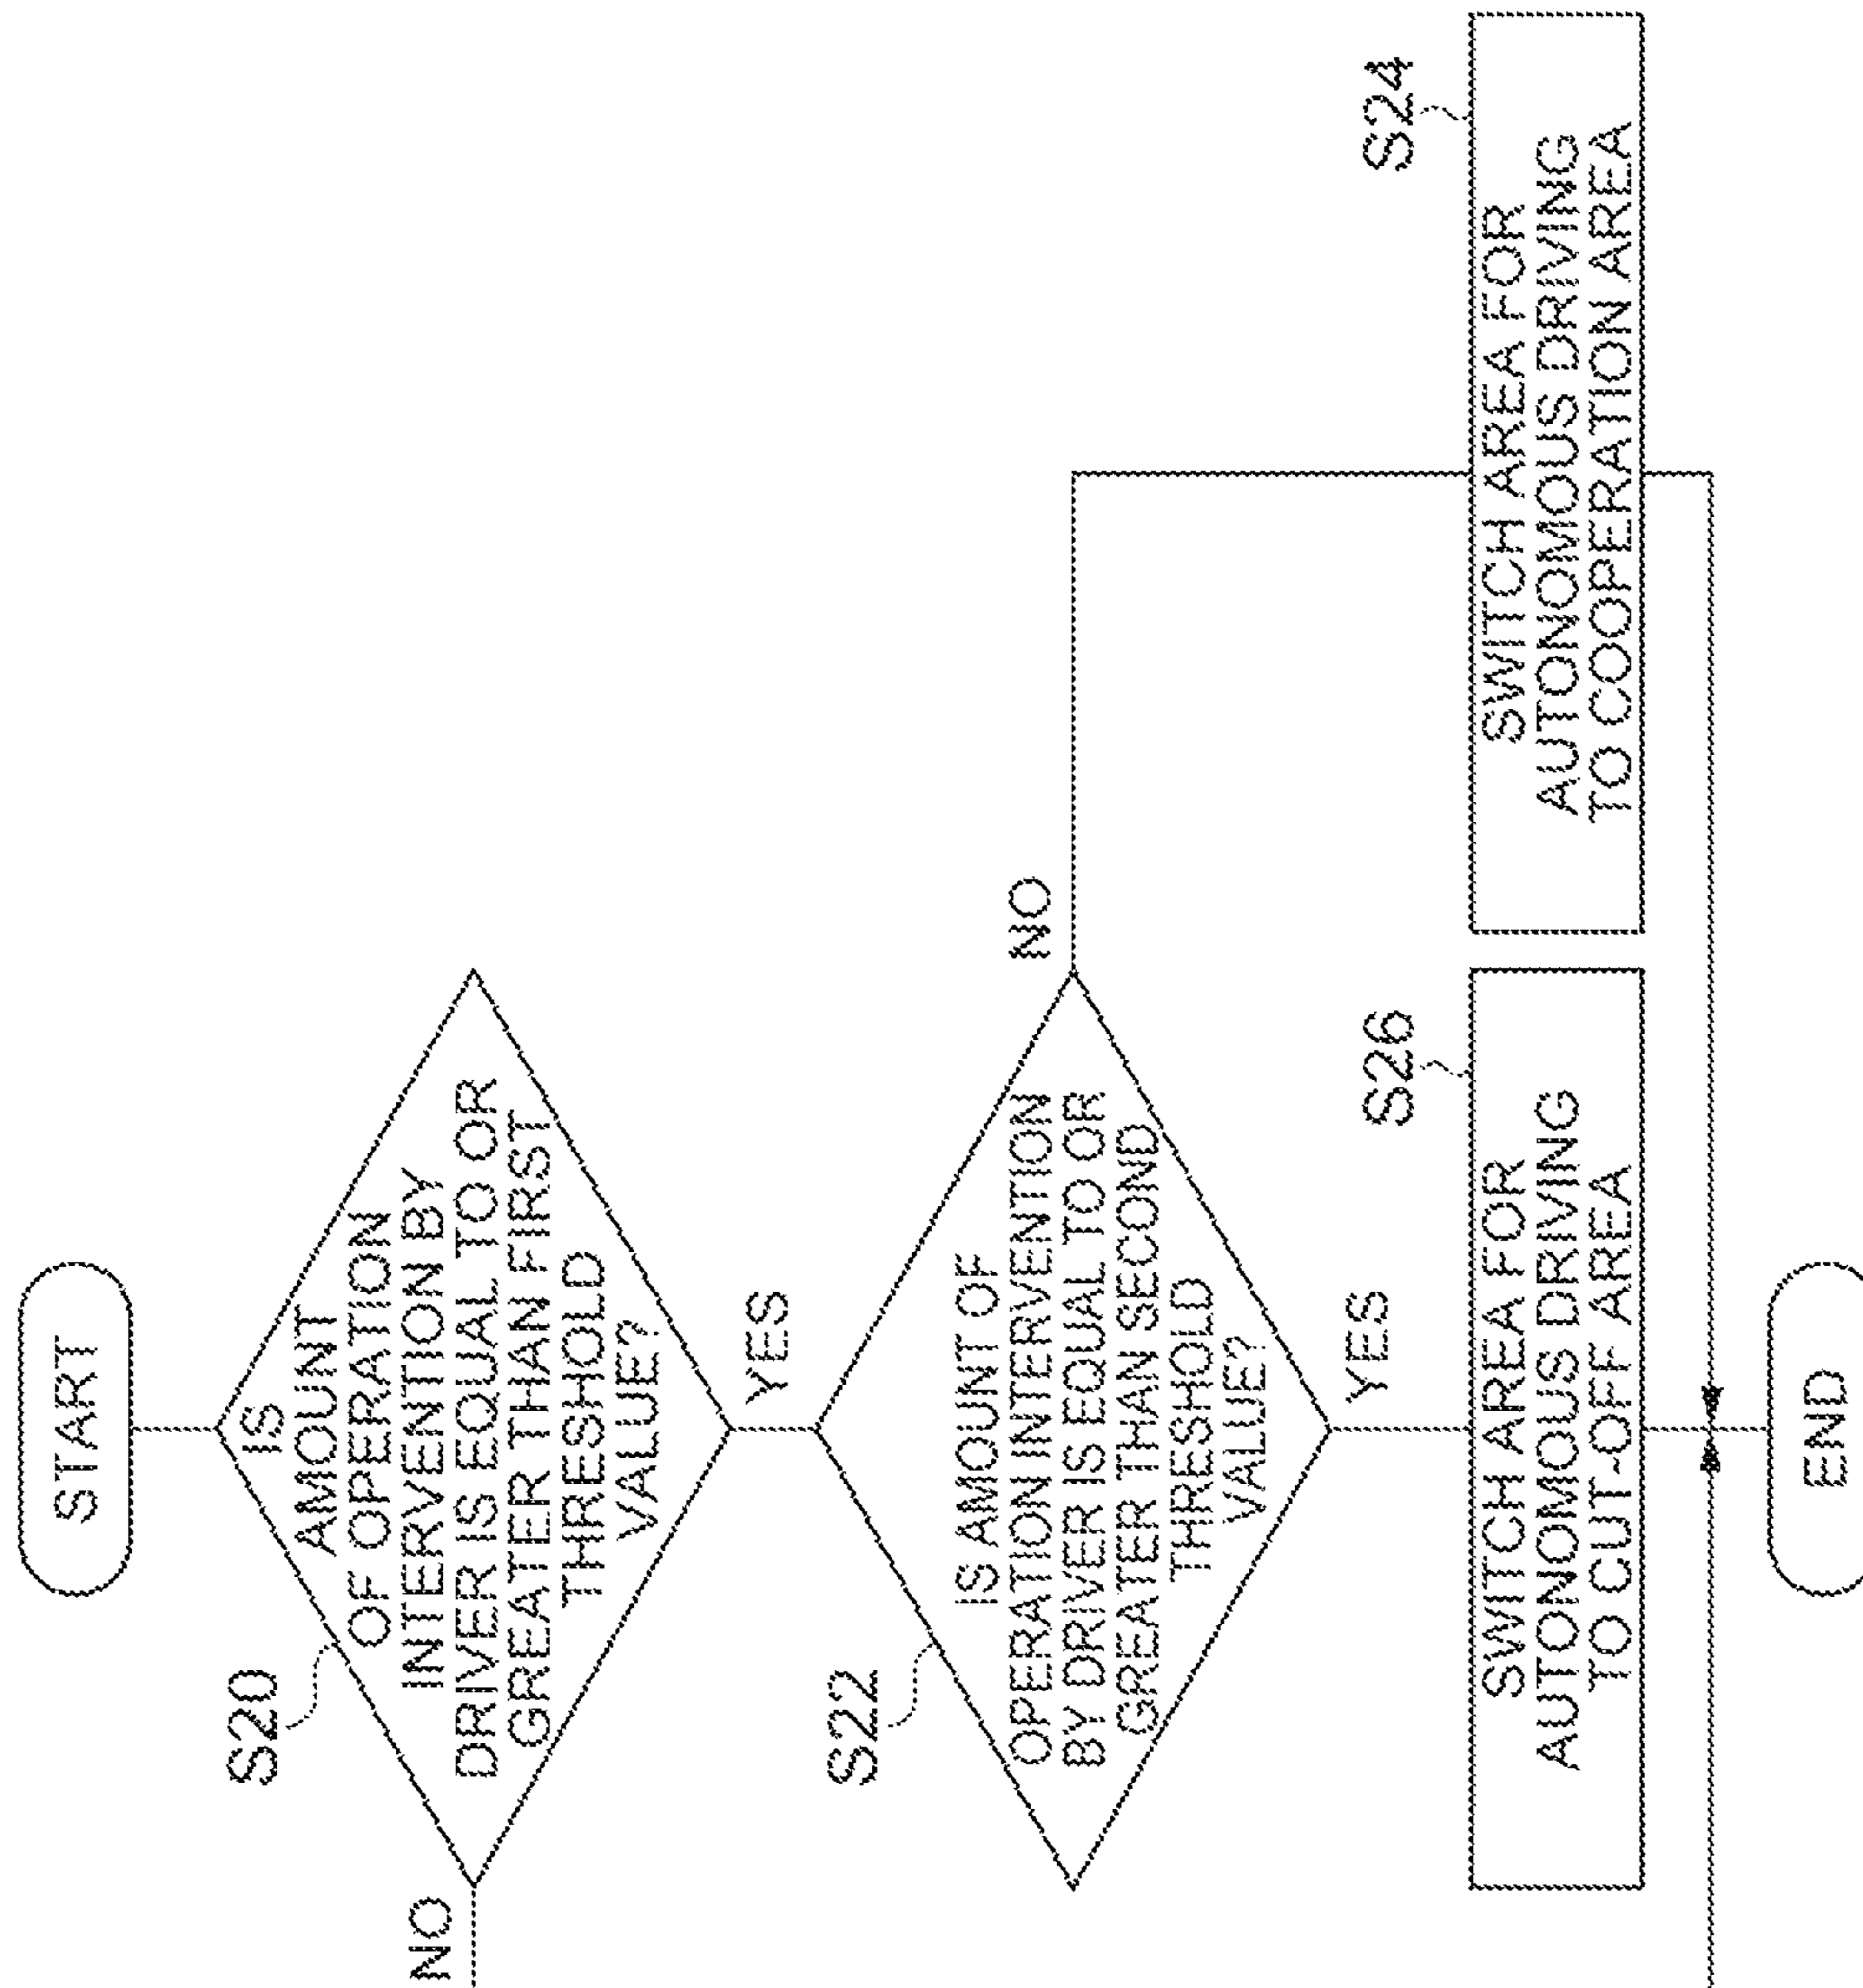 START
S20
IS
AMOUNT
OF OPERATION
INTERVENTION BY
DRIVER IS EQUAL TO OR
GREATER THAN FIRST
THRESHOLD
VALUE?
NO
YES
S22
IS AMOUNT OF
OPERATION INTERVENTION
BY DRIVER IS EQUAL TO OR
GREATER THAN SECOND
THRESHOLD
VALUE?
NO
YES
S26
SWITCH AREA FOR
AUTONOMOUS DRIVING
TO CUT-OFF AREA
S24
SWITCH AREA FOR
AUTONOMOUS DRIVING
TO COOPERATION AREA
END